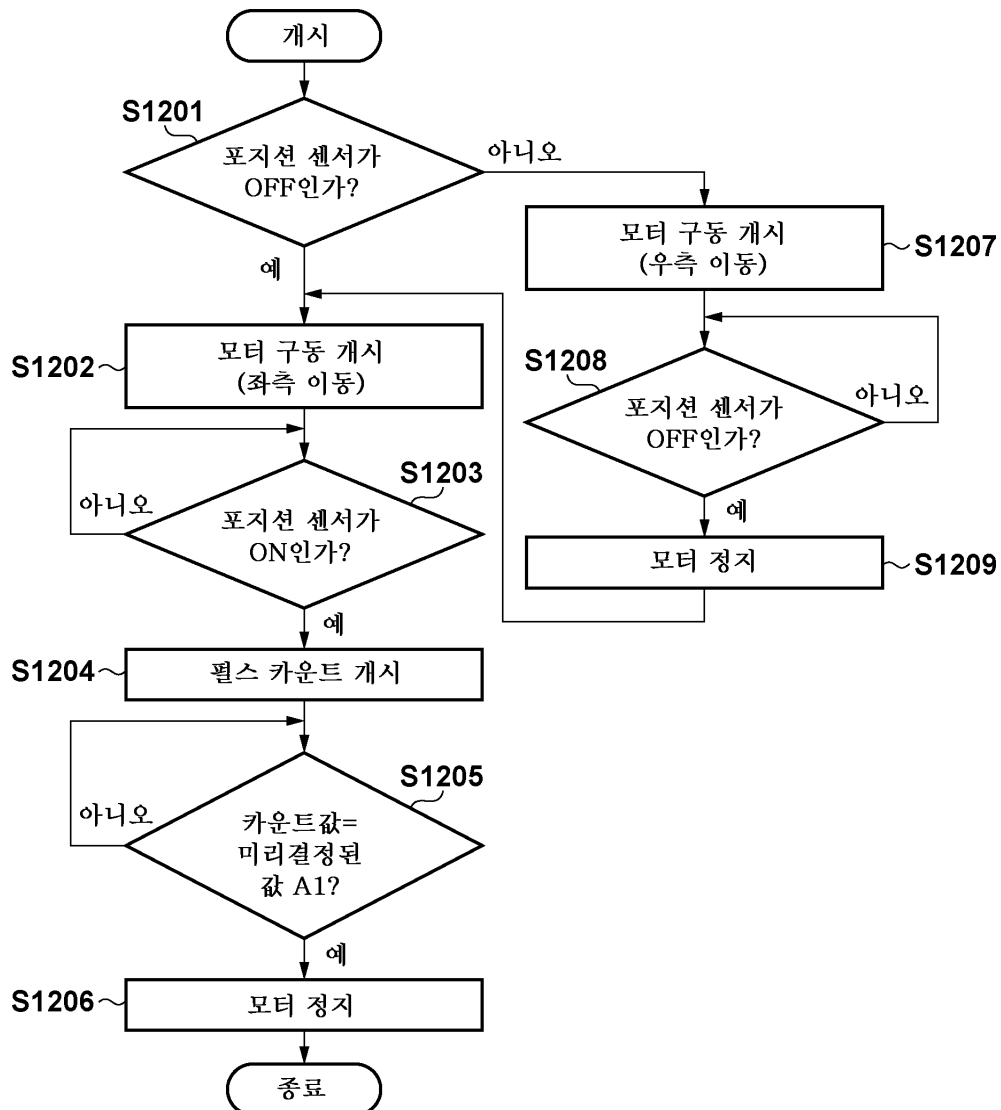 개시
S1201
포지션 센서가
OFF인가?
아니오
예
모터 구동 개시
(우측 이동)
S1207
S1202
모터 구동 개시
(좌측 이동)
S1208
포지션 센서가
OFF인가?
아니오
예
S1203
아니오
포지션 센서가
ON인가?
예
모터 정지
S1209
S1204
펄스 카운트 개시
S1205
아니오
카운트값=
미리결정된
값 A1?
예
S1206
모터 정지
종료